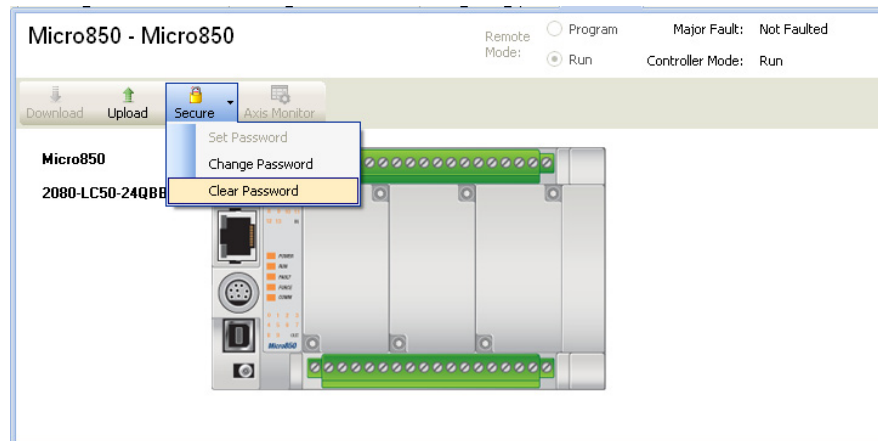 Micro850 - Micro850
Remote Mode:
Program
Run
Major Fault: Not Faulted
Controller Mode: Run
Download Upload Secure Axis Monitor
Set Password
Change Password
Clear Password
Micro850
2080-LC50-24QBB
POWER
RUN
FAULT
FORCE
COMM
Micro850